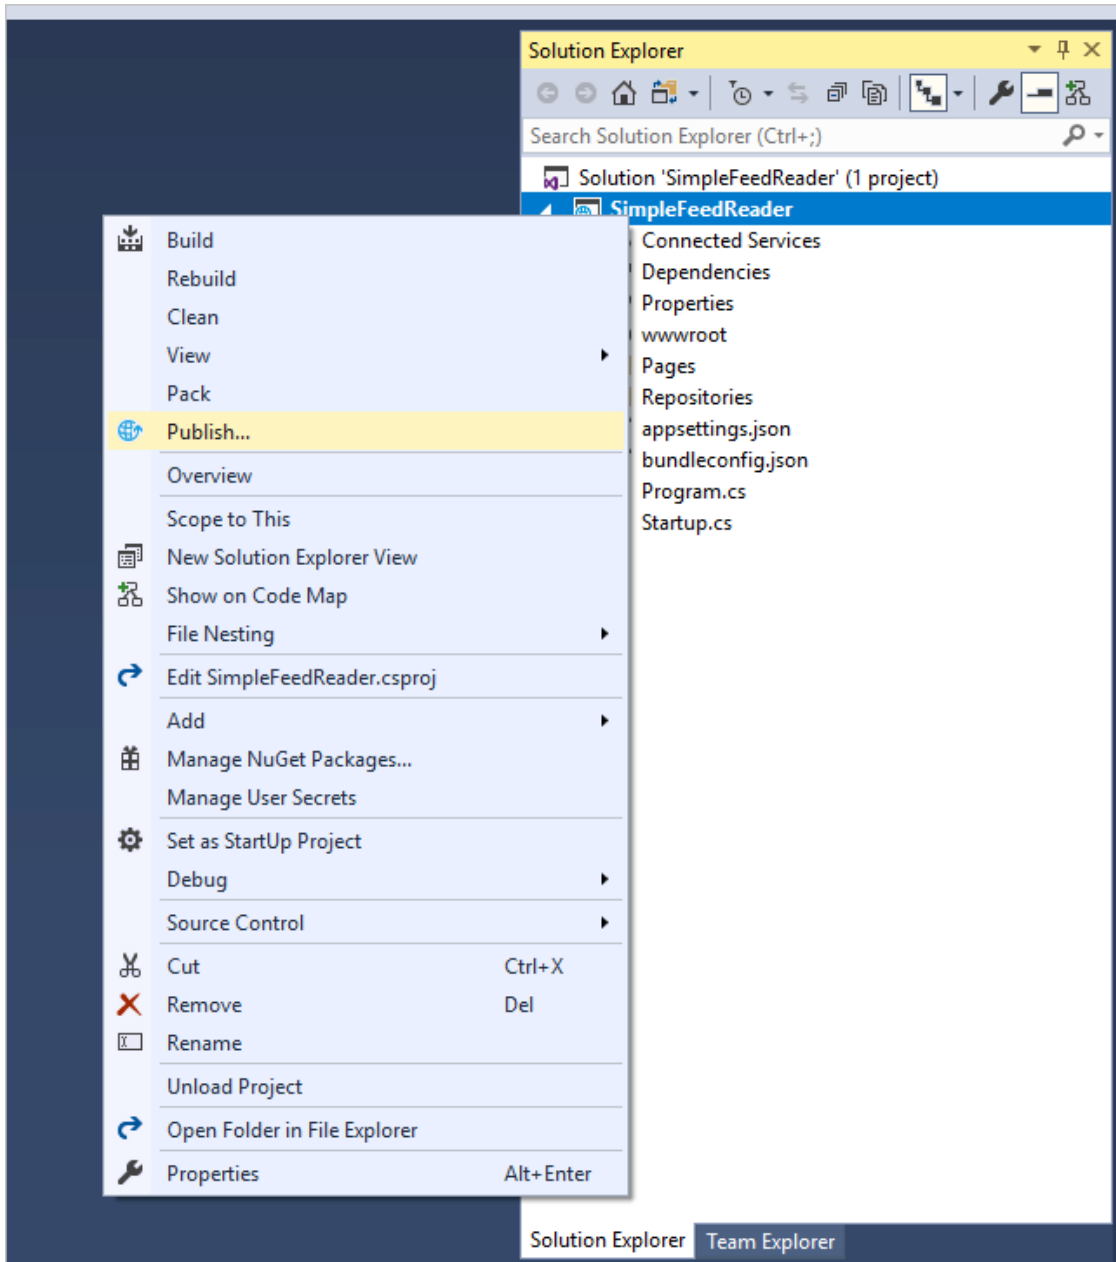 Solution Explorer
Search Solution Explorer (Ctrl+;)
Solution 'SimpleFeedReader' (1 project)
SimpleFeedReader
Connected Services
Dependencies
Properties
wwwroot
Pages
Repositories
appsettings.json
bundleconfig.json
Program.cs
Startup.cs
Build
Rebuild
Clean
View
Pack
Publish...
Overview
Scope to This
New Solution Explorer View
Show on Code Map
File Nesting
Edit SimpleFeedReader.csproj
Add
Manage NuGet Packages...
Manage User Secrets
Set as StartUp Project
Debug
Source Control
Cut Ctrl+X
Remove Del
Rename
Unload Project
Open Folder in File Explorer
Properties Alt+Enter
Solution Explorer Team Explorer